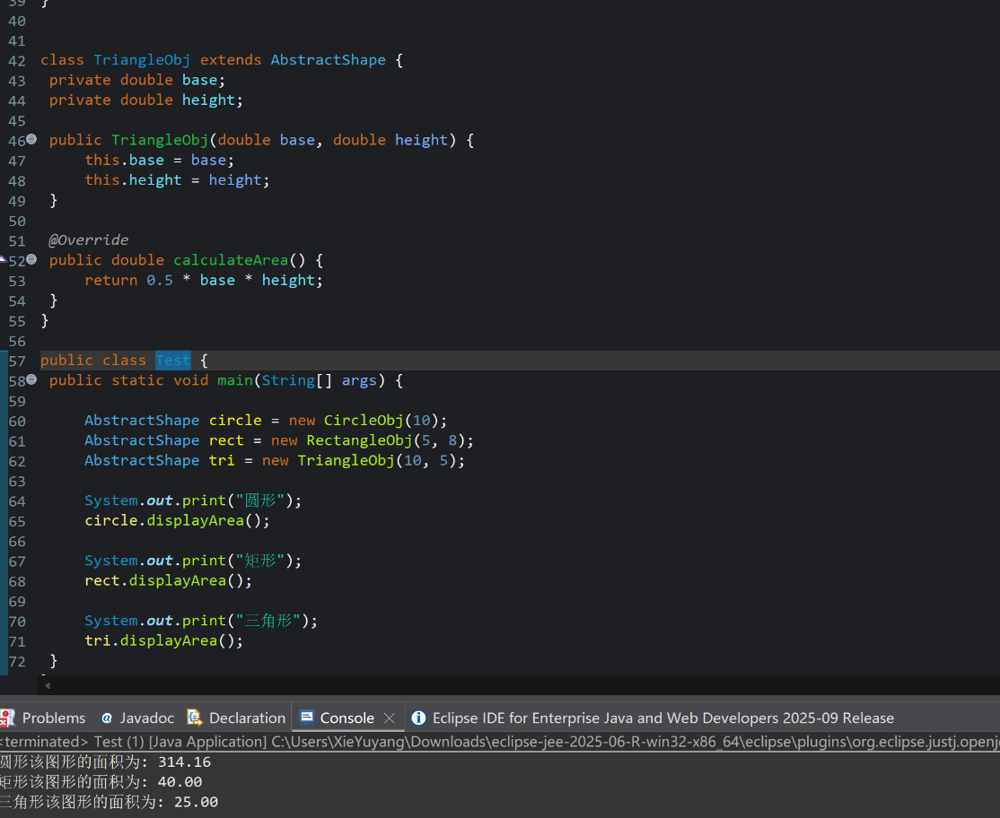 39 }
40
41
42 class TriangleObj extends AbstractShape {
43 private double base;
44 private double height;
45
46 public TriangleObj(double base, double height) {
47 this.base = base;
48 this.height = height;
49 }
50
51 @Override
52 public double calculateArea() {
53 return 0.5 * base * height;
54 }
55 }
56
57 public class Test {
58 public static void main(String[] args) {
59
60 AbstractShape circle = new CircleObj(10);
61 AbstractShape rect = new RectangleObj(5, 8);
62 AbstractShape tri = new TriangleObj(10, 5);
63
64 System.out.print("圆形");
65 circle.displayArea();
66
67 System.out.print("矩形");
68 rect.displayArea();
69
70 System.out.print("三角形");
71 tri.displayArea();
72 }
Problems @ Javadoc Declaration Console Eclipse IDE for Enterprise Java and Web Developers 2025-09 Release
<terminated> Test (1) [Java Application] C:\Users\XieYuyang\Downloads\eclipse-jee-2025-06-R-win32-x86_64\eclipse\plugins\org.eclipse.justj.openj
圆形该图形的面积为: 314.16
矩形该图形的面积为: 40.00
三角形该图形的面积为: 25.00